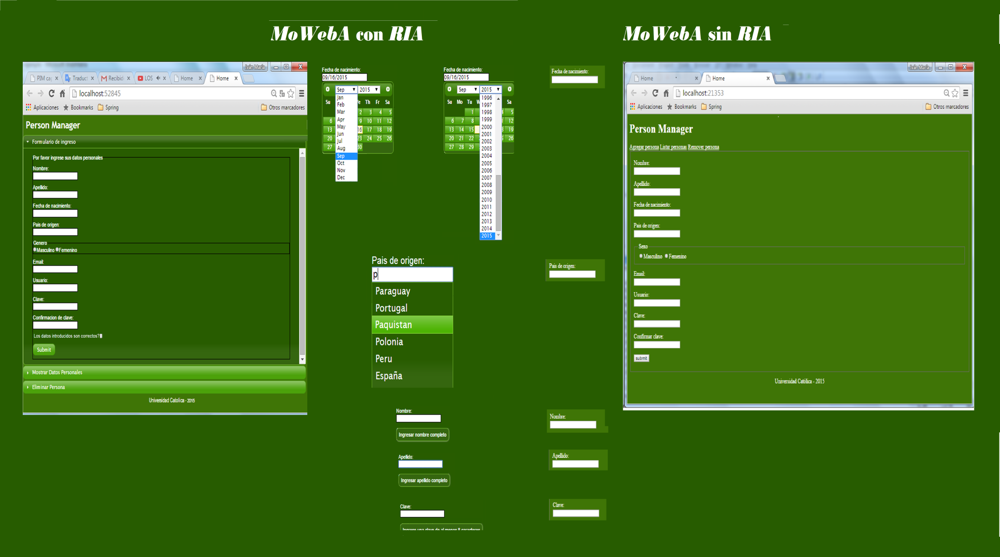 MoWebA con RIA
MoWebA sin RIA
Iván María
PIM ca
Traduct
Recibid
LOS
Home
Home
localhost:52845
Aplicaciones
Bookmarks
Spring
Otros marcadores
Person Manager
Formulario de ingreso
Por favor ingrese sus datos personales
Nombre:
Apellido:
Fecha de nacimiento:
Pais de origen:
Genero
Masculino Femenino
Email:
Usuario:
Clave:
Confirmacion de clave:
Los datos introducidos son correctos?
Submit
Mostrar Datos Personales
Eliminar Persona
Universidad Catolica - 2015
Fecha de nacimiento:
09/16/2015
Sep 2015
Su Th Fr Sa
2 3 4 5
6 9 10 11 12
13 16 17 18 19
20 23 24 25 26
27 30
Jan
Feb
Mar
Apr
May
Jun
Jul
Aug
Sep
Oct
Nov
Dec
Fecha de nacimiento:
09/16/2015
Sep 2015
Su Mo Tu Sa
1 5
6 7 8 12
13 14 15 19
20 21 22 26
27 28 29
1996
1997
1998
1999
2000
2001
2002
2003
2004
2005
2006
2007
2008
2009
2010
2011
2012
2013
2014
2015
Pais de origen:
p
Paraguay
Portugal
Paquistan
Polonia
Peru
España
Nombre:
Ingresar nombre completo
Apellido:
Ingresar apellido completo
Clave:
Ingrese una clave de al menos 8 caracteres
Fecha de nacimiento:
Pais de origen:
Nombre:
Apellido:
Clave:
Iván María
Home
Home
localhost:21353
Aplicaciones
Bookmarks
Spring
Otros marcadores
Person Manager
Agregar persona Listar personas Remover persona
Nombre:
Apellido:
Fecha de nacimiento:
Pais de origen:
Sexo
Masculino Femenino
Email:
Usuario:
Clave:
Confirmar clave:
submit
Universidad Católica - 2015